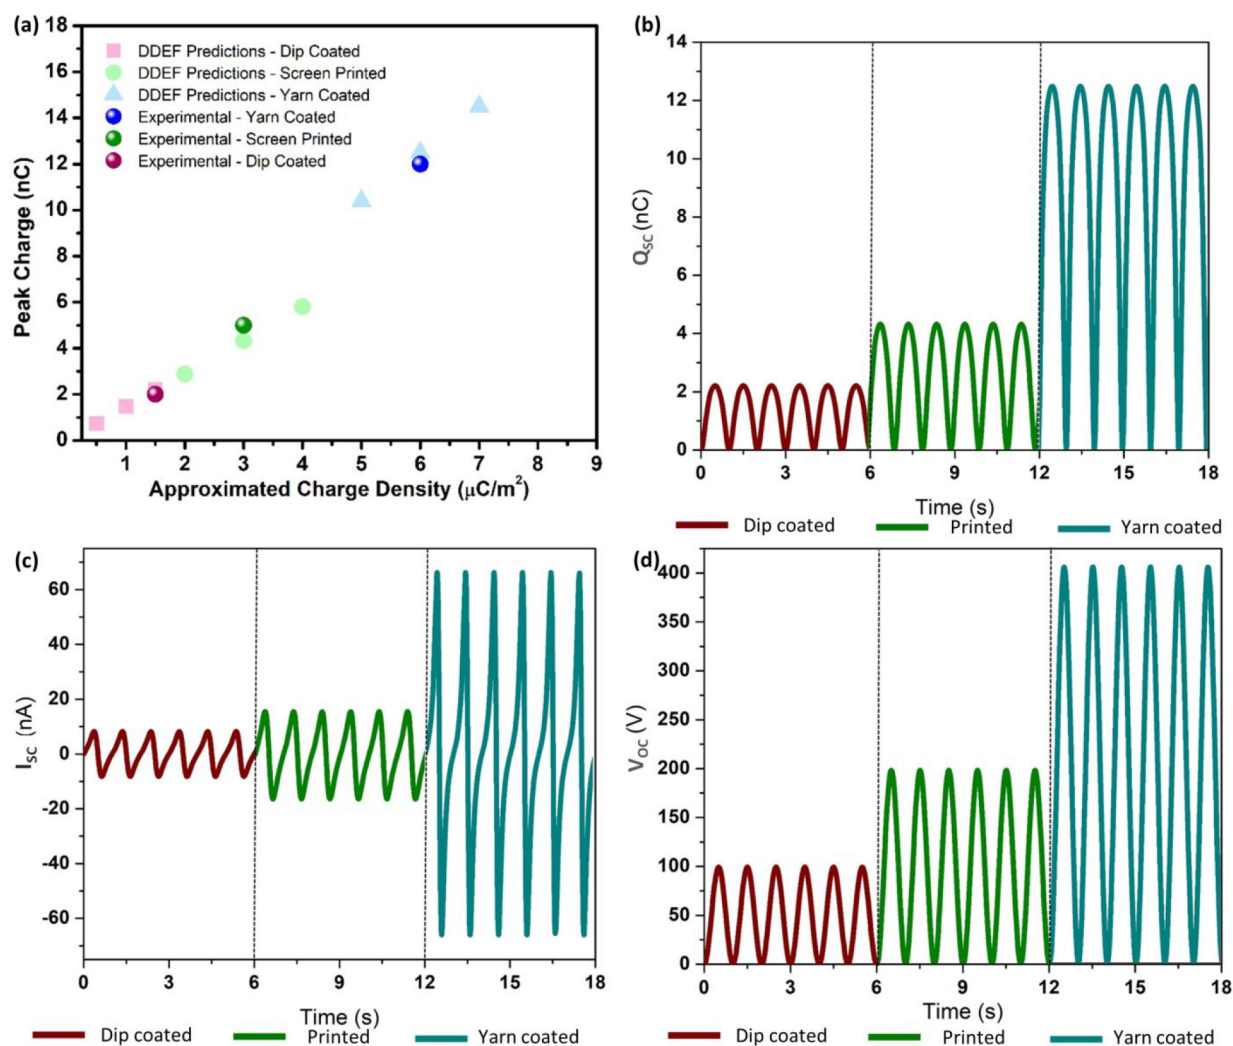 (a)
18
16
14
12
10
8
6
4
2
0
Peak Charge (nC)
DDEF Predictions - Dip Coated
DDEF Predictions - Screen Printed
DDEF Predictions - Yarn Coated
Experimental - Yarn Coated
Experimental - Screen Printed
Experimental - Dip Coated
1 2 3 4 5 6 7 8 9
Approximated Charge Density (μC/m²)
(b)
14
12
10
8
6
4
2
0
Qsc (nC)
0 3 6 9 12 15 18
Time (s)
Dip coated Printed Yarn coated
(c)
60
40
20
0
-20
-40
-60
Isc (nA)
0 3 6 9 12 15 18
Time (s)
Dip coated Printed Yarn coated
(d)
400
350
300
250
200
150
100
50
0
Voc (V)
0 3 6 9 12 15 18
Time (s)
Dip coated Printed Yarn coated